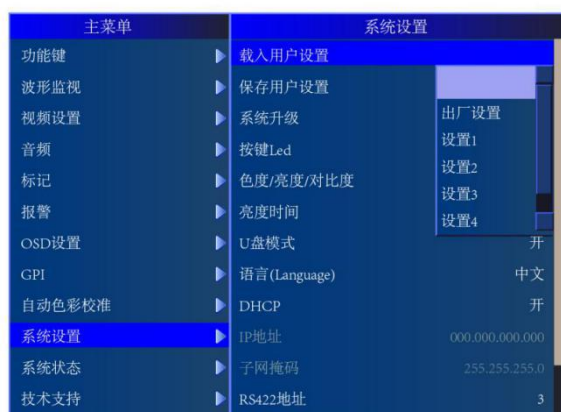 主菜单
功能键
波形监视
视频设置
音频
标记
报警
OSD设置
GPI
自动色彩校准
系统设置
系统状态
技术支持
系统设置
载入用户设置
保存用户设置
系统升级
按键Led
色度/亮度/对比度
亮度时间
U盘模式 开
语言(Language) 中文
DHCP 开
IP地址 000.000.000.000
子网掩码 255.255.255.0
RS422地址 3
出厂设置
设置1
设置2
设置3
设置4